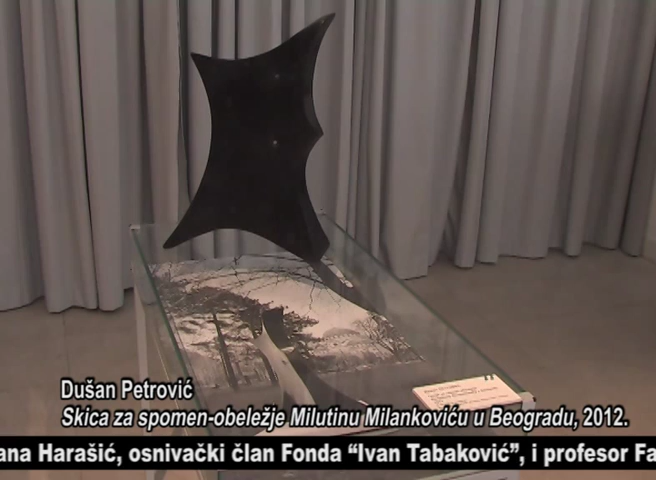 Dušan Petrović
Skica za spomen-obeležje Milutinu Milankoviću u Beogradu, 2012.
ana Harašić, osnivački član Fonda “Ivan Tabaković”, i profesor Fa